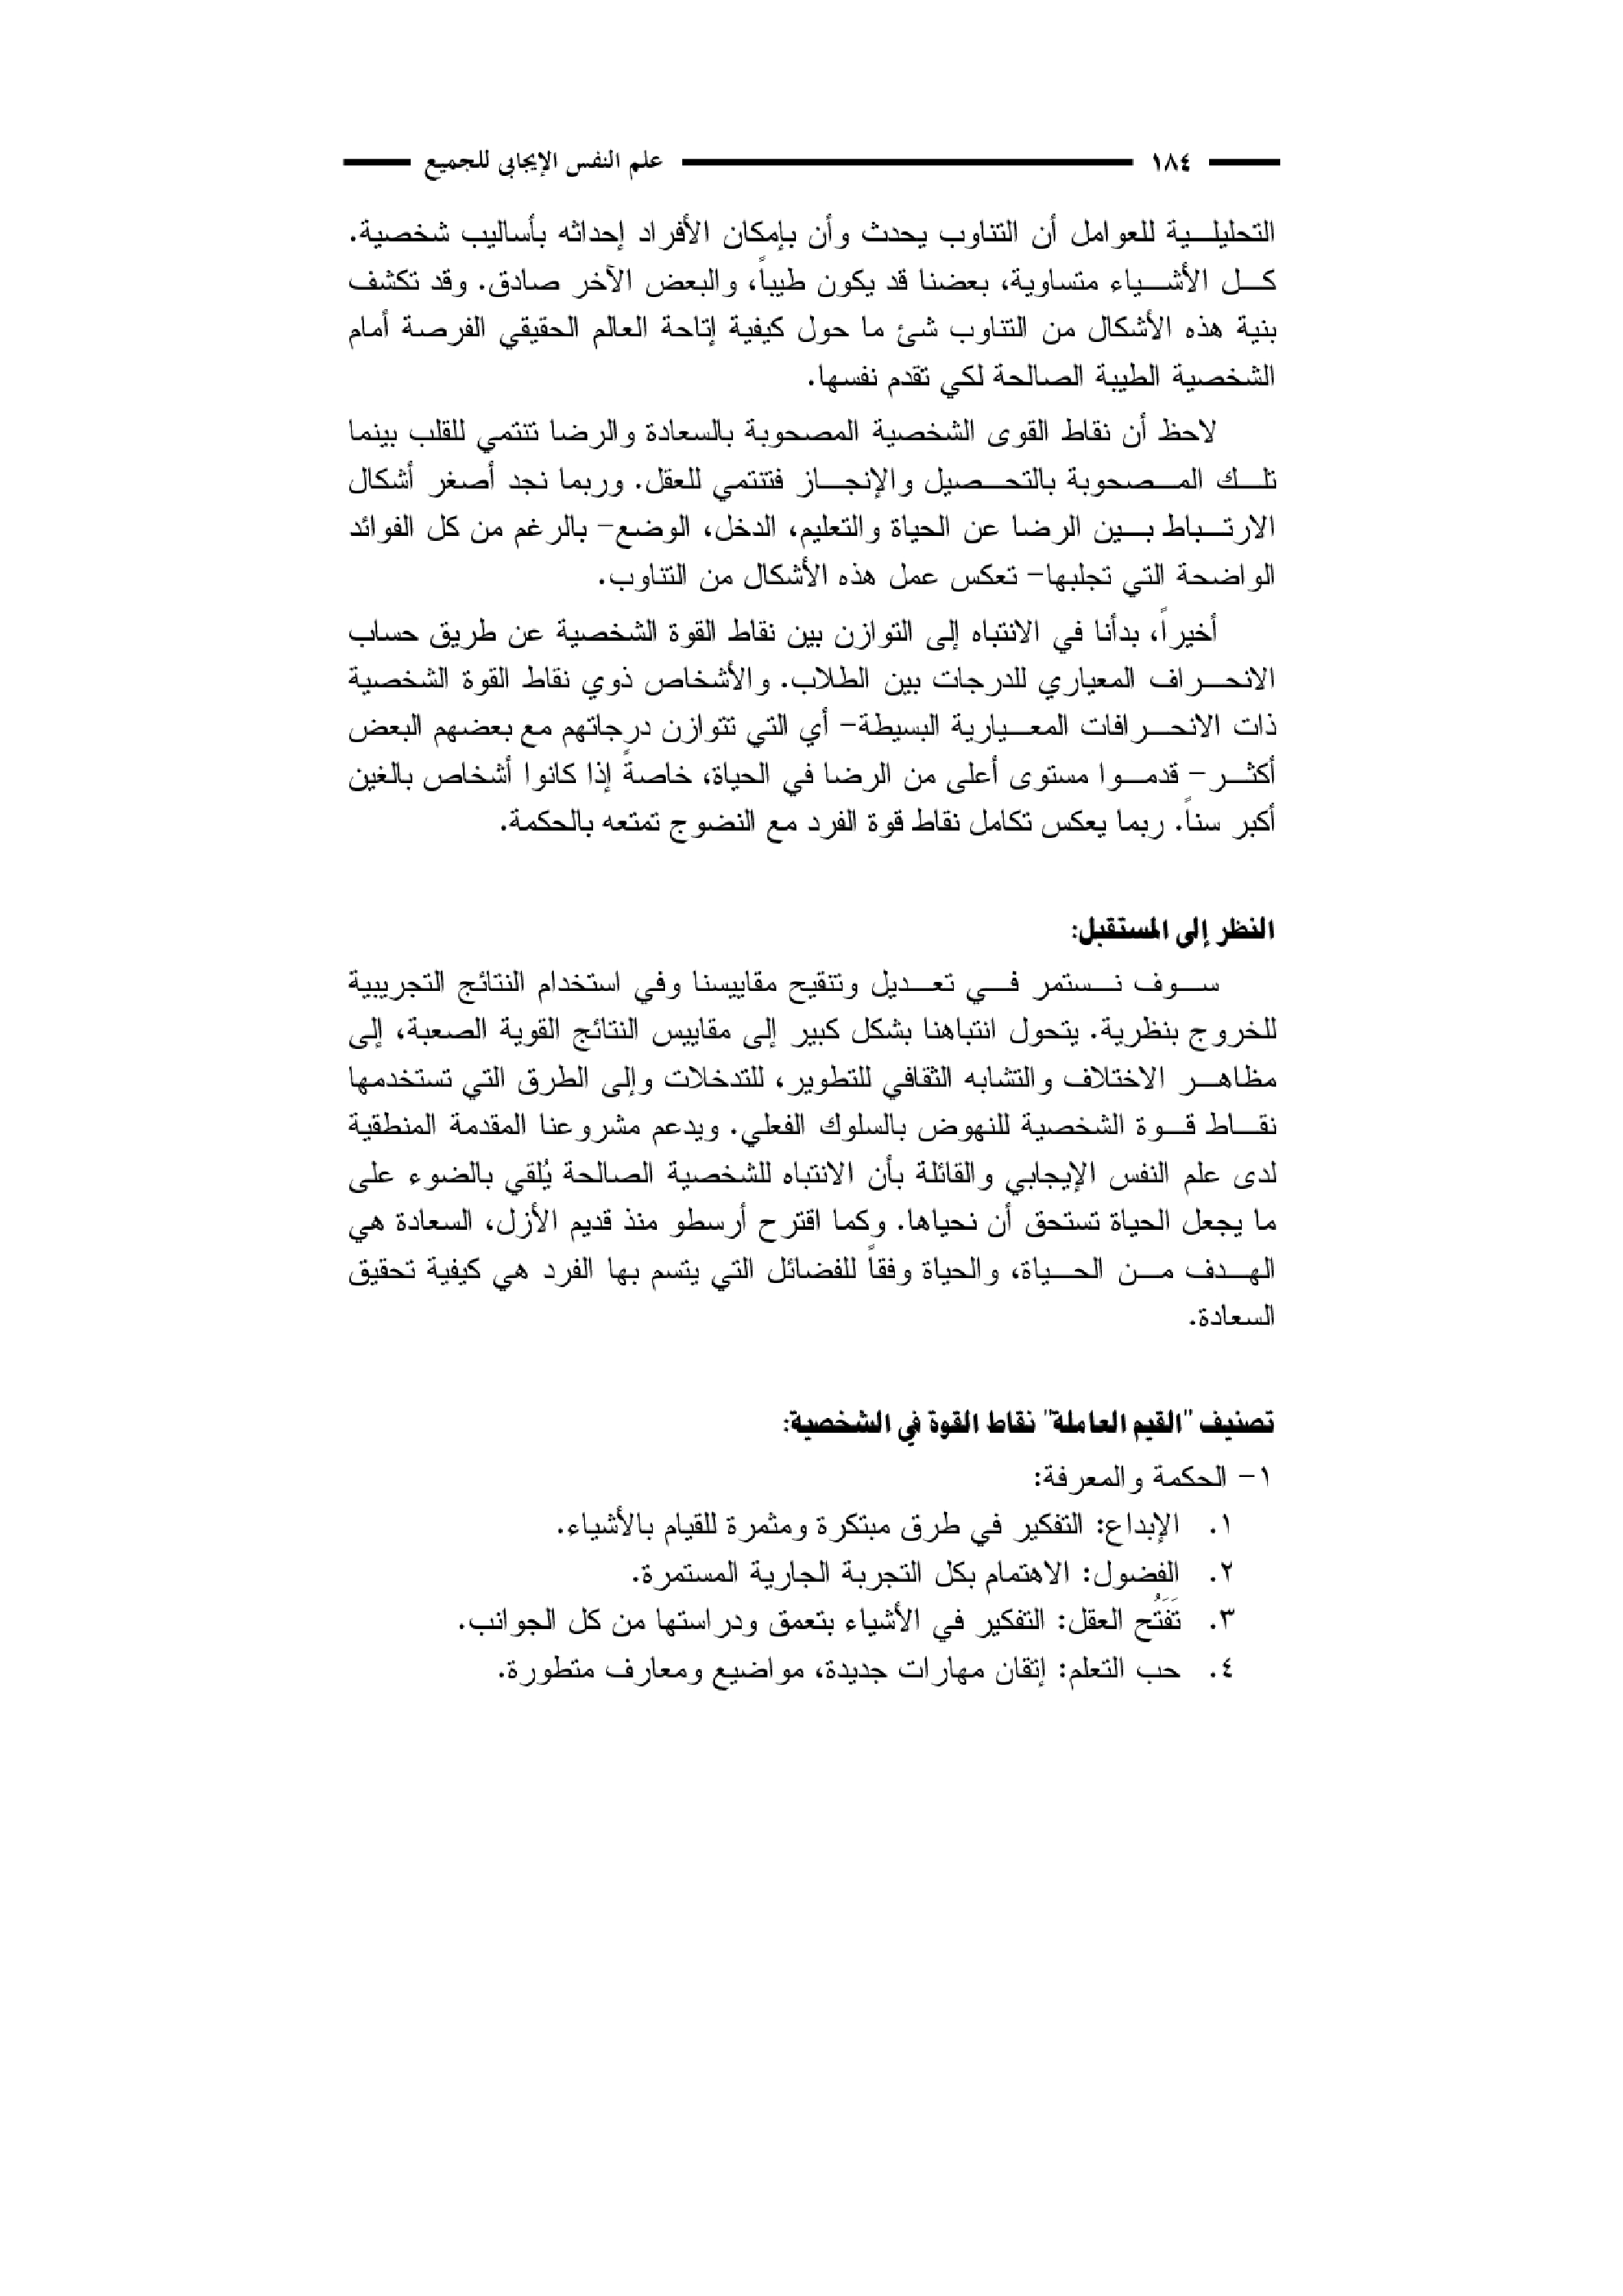 ١٨٤ علم النفس الإيجابي للجميع
التحليلية للعوامل أن التناوب يحدث وأن بإمكان الأفراد إحداثه بأساليب شخصية.
كل الأشياء متساوية، بعضنا قد يكون طيباً، والبعض الآخر صادق. وقد تكشف
بنية هذه الأشكال من التناوب شئ ما حول كيفية إتاحة العالم الحقيقي الفرصة أمام
الشخصية الطيبة الصالحة لكي تقدم نفسها.
لاحظ أن نقاط القوى الشخصية المصحوبة بالسعادة والرضا تنتمي للقلب بينما
تلك المصحوبة بالتحصيل والإنجاز فتنتمي للعقل. وربما نجد أصغر أشكال
الارتباط بين الرضا عن الحياة والتعليم، الدخل، الوضع- بالرغم من كل الفوائد
الواضحة التي تجلبها- تعكس عمل هذه الأشكال من التناوب.
أخيراً، بدأنا في الانتباه إلى التوازن بين نقاط القوة الشخصية عن طريق حساب
الانحراف المعياري للدرجات بين الطلاب. والأشخاص ذوي نقاط القوة الشخصية
ذات الانحرافات المعيارية البسيطة- أي التي تتوازن درجاتهم مع بعضهم البعض
أكثر- قدموا مستوى أعلى من الرضا في الحياة، خاصةً إذا كانوا أشخاص بالغين
أكبر سناً. ربما يعكس تكامل نقاط قوة الفرد مع النضوج تمتعه بالحكمة.
النظر إلى المستقبل:
سوف نستمر في تعديل وتنقيح مقاييسنا وفي استخدام النتائج التجريبية
للخروج بنظرية. يتحول انتباهنا بشكل كبير إلى مقاييس النتائج القوية الصعبة، إلى
مظاهر الاختلاف والتشابه الثقافي للتطوير، للتدخلات وإلى الطرق التي تستخدمها
نقاط قوة الشخصية للنهوض بالسلوك الفعلي. ويدعم مشروعنا المقدمة المنطقية
لدى علم النفس الإيجابي والقائلة بأن الانتباه للشخصية الصالحة يُلقي بالضوء على
ما يجعل الحياة تستحق أن نحياها. وكما اقترح أرسطو منذ قديم الأزل، السعادة هي
الهدف من الحياة، والحياة وفقاً للفضائل التي يتسم بها الفرد هي كيفية تحقيق
السعادة.
تصنيف "القيم العاملة" نقاط القوة في الشخصية:
١- الحكمة والمعرفة:
١. الإبداع: التفكير في طرق مبتكرة ومثمرة للقيام بالأشياء.
٢. الفضول: الاهتمام بكل التجربة الجارية المستمرة.
٣. تَفَتُح العقل: التفكير في الأشياء بتعمق ودراستها من كل الجوانب.
٤. حب التعلم: إتقان مهارات جديدة، مواضيع ومعارف متطورة.